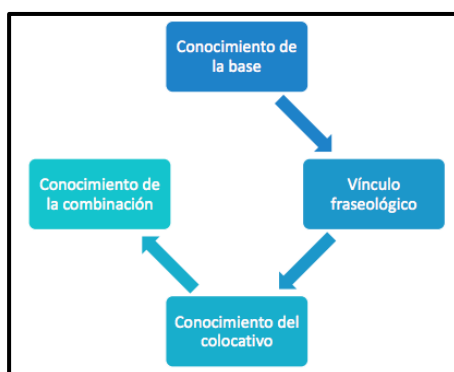 Conocimiento de
la base
Vínculo
fraseológico
Conocimiento del
colocativo
Conocimiento de
la combinación